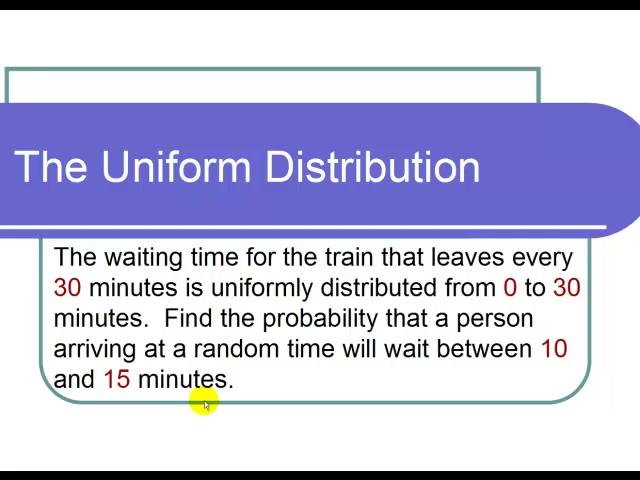 The Uniform Distribution
The waiting time for the train that leaves every
30 minutes is uniformly distributed from 0 to 30
minutes.  Find the probability that a person
arriving at a random time will wait between 10
and 15 minutes.